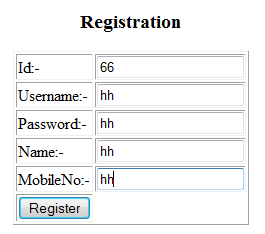 Registration
Id:- 66
Username:- hh
Password:- hh
Name:- hh
MobileNo:- hh
Register